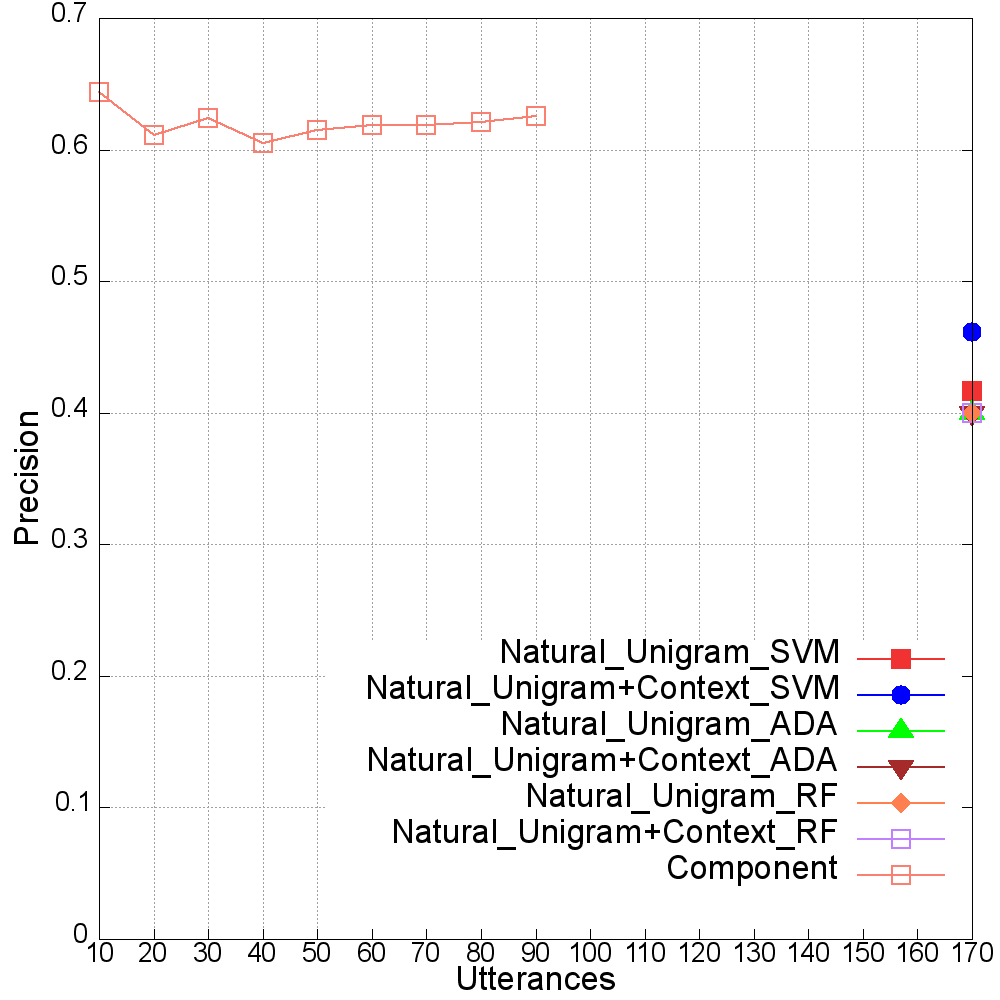 0.7
0.6
0.5
0.4
0.3
0.2
0.1
0
Precision
Natural_Unigram_SVM
Natural_Unigram+Context_SVM
Natural_Unigram_ADA
Natural_Unigram+Context_ADA
Natural_Unigram_RF
Natural_Unigram+Context_RF
Component
10 20 30 40 50 60 70 80 90 100 110 120 130 140 150 160 170
Utterances